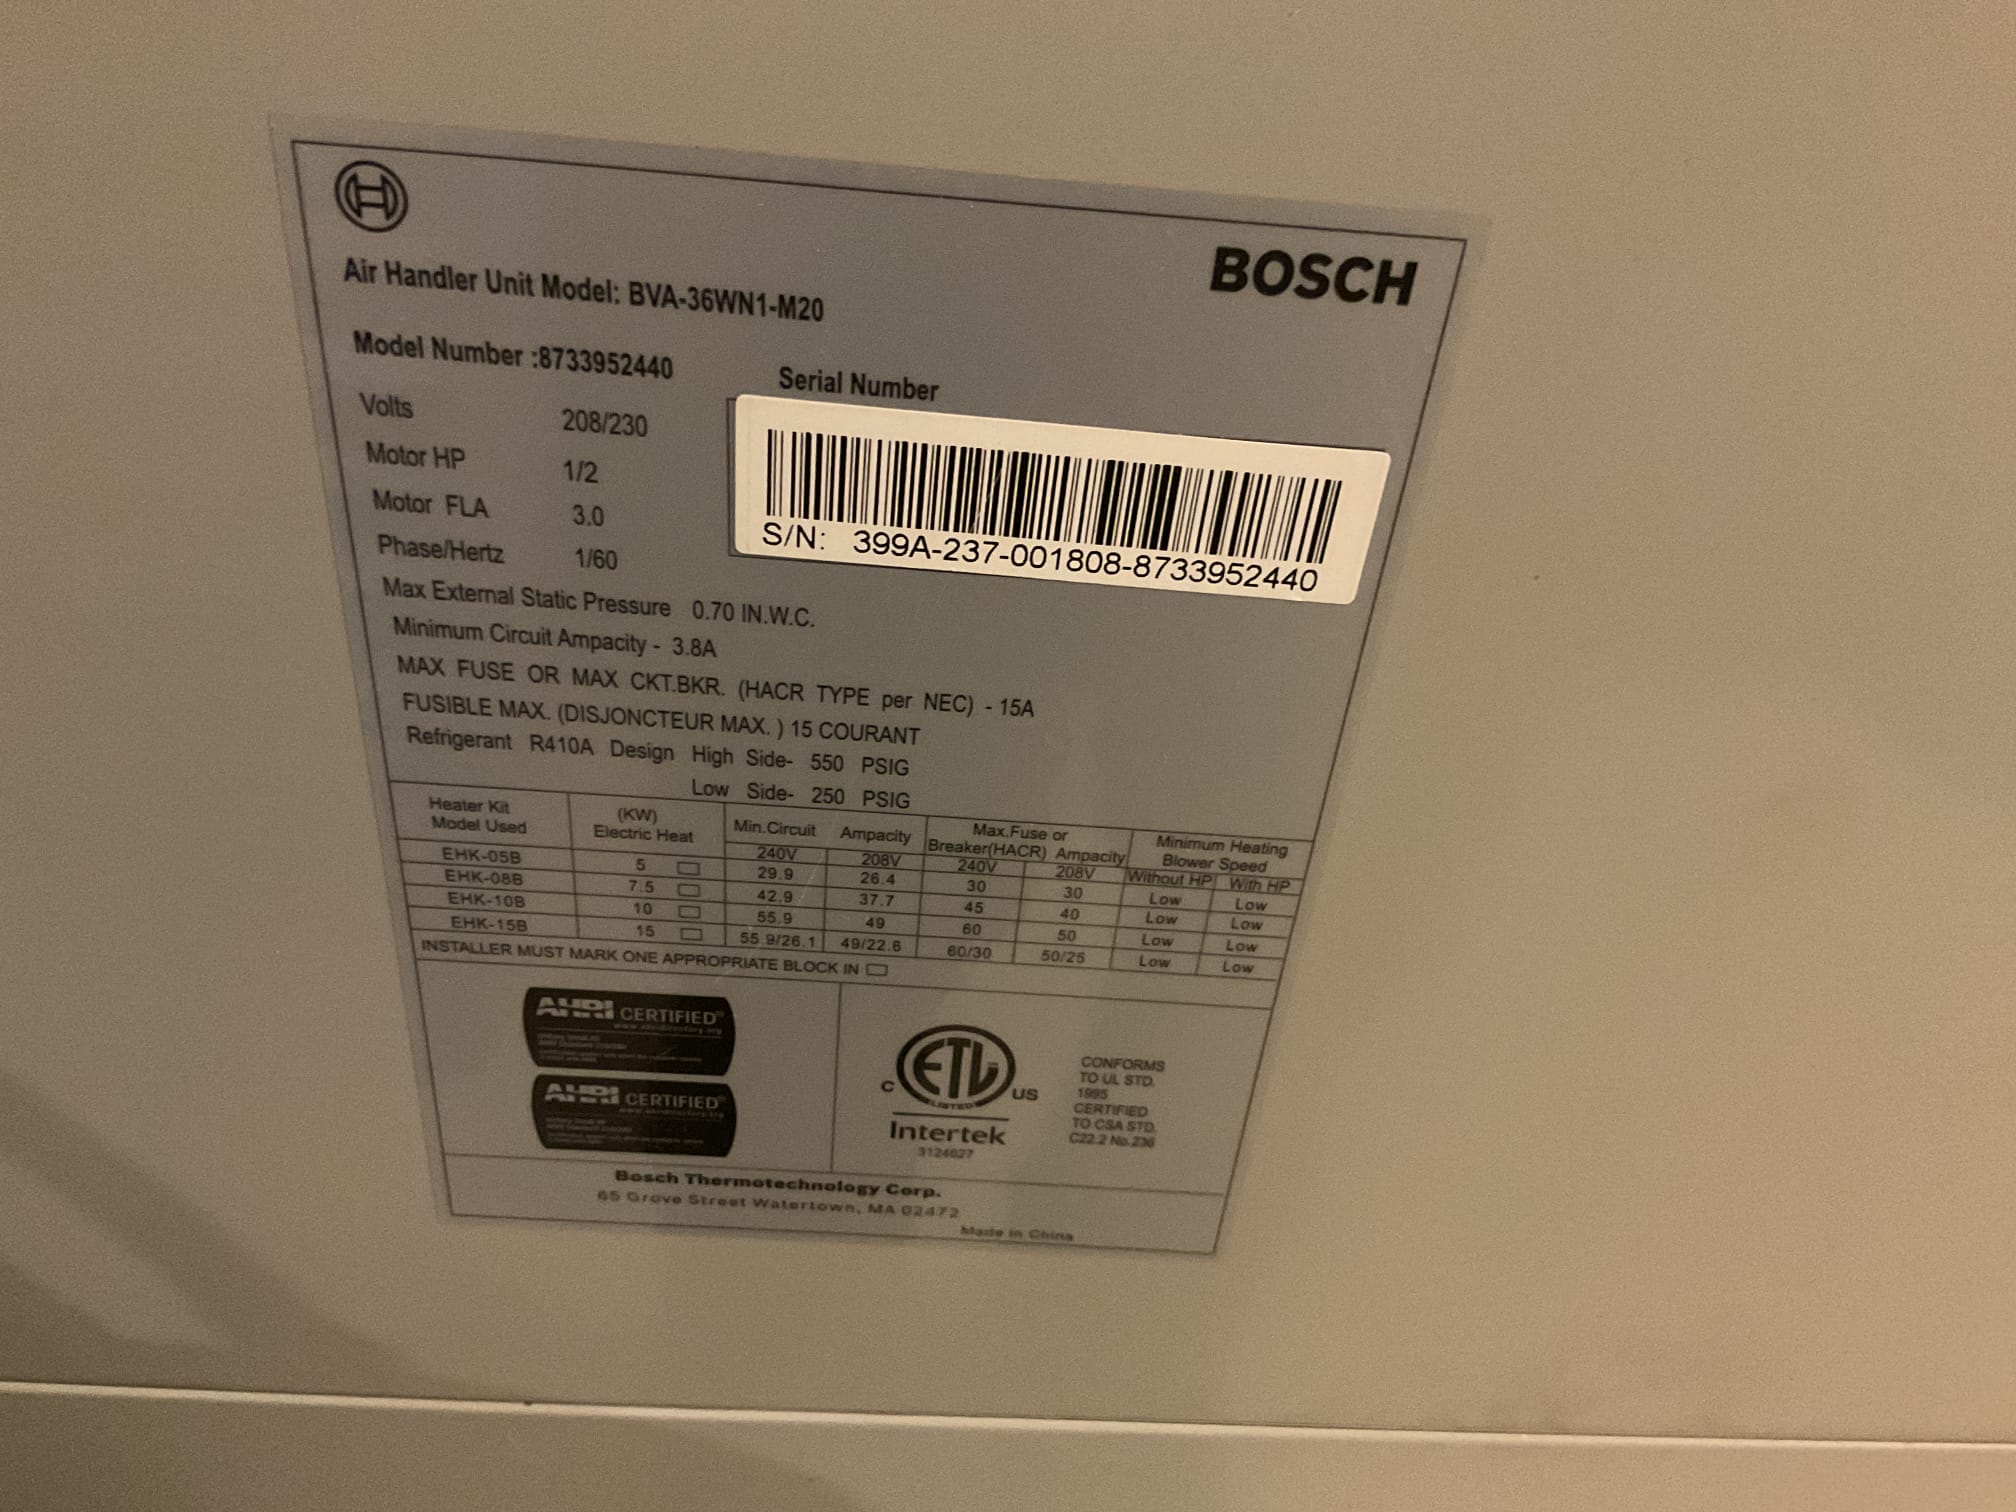 BOSCH
Air Handler Unit Model: BVA-36WN1-M20
Model Number :8733952440
Serial Number
Volts 208/230
Motor HP 1/2
Motor FLA 3.0
Phase/Hertz 1/60
S/N: 399A-237-001808-8733952440
Max External Static Pressure 0.70 IN.W.C.
Minimum Circuit Ampacity - 3.8A
MAX FUSE OR MAX CKT.BKR. (HACR TYPE per NEC) - 15A
FUSIBLE MAX. (DISJONCTEUR MAX. ) 15 COURANT
Refrigerant R410A Design High Side- 550 PSIG
Low Side- 250 PSIG
Heater Kit Model Used (KW) Electric Heat Min.Circuit Ampacity Max.Fuse or Breaker(HACR) Ampacity Minimum Heating Blower Speed
240V 208V 240V 208V Without HP With HP
EHK-05B 5 29.9 26.4 30 30 Low Low
EHK-08B 7.5 42.9 37.7 45 40 Low Low
EHK-10B 10 55.9 49 60 50 Low Low
EHK-15B 15 55.9/26.1 49/22.6 60/30 50/25 Low Low
INSTALLER MUST MARK ONE APPROPRIATE BLOCK IN
AHRI CERTIFIED®
www.ahridirectory.org
AHRI CERTIFIED®
www.ahridirectory.org
C ETL US
LISTED
Intertek
3124627
CONFORMS
TO UL STD.
1995
CERTIFIED
TO CSA STD.
C22.2 No.236
Bosch Thermotechnology Corp.
65 Grove Street Watertown, MA 02472
Made in China